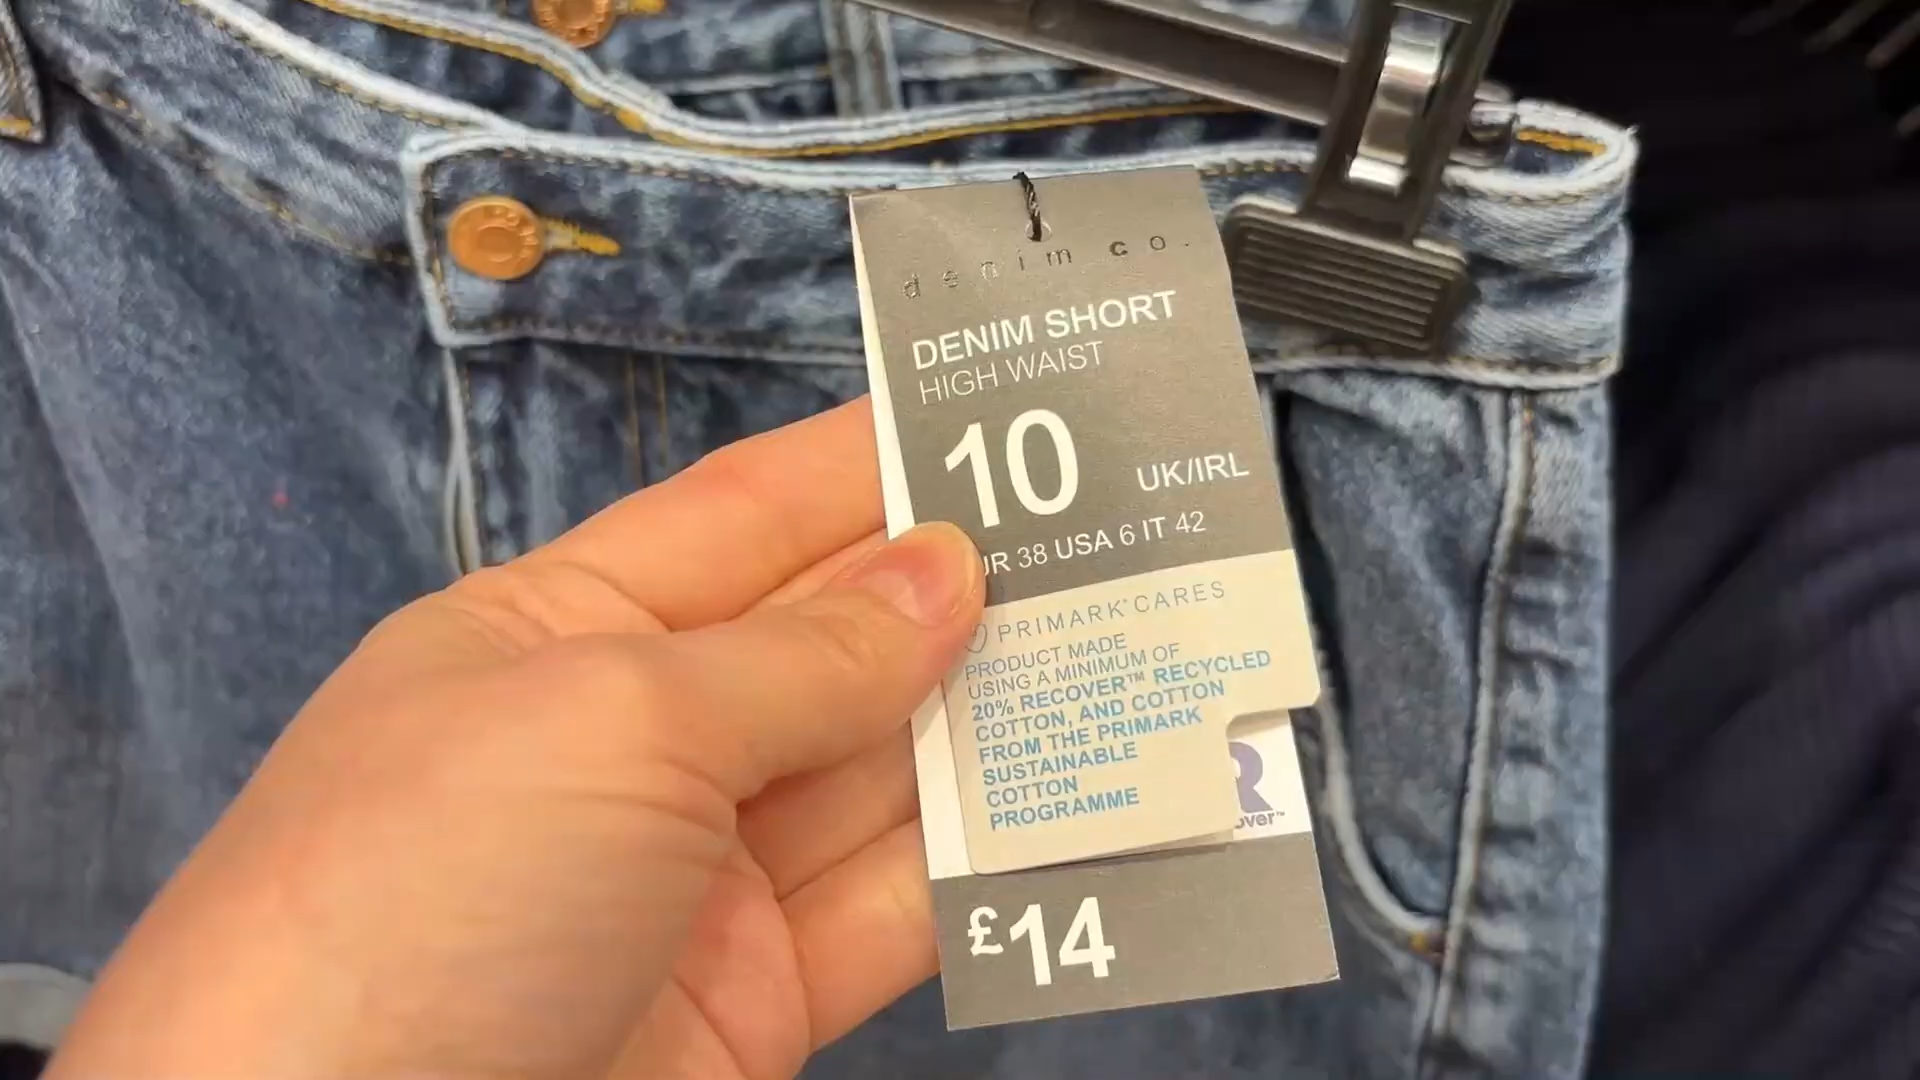 denim co.
DENIM SHORT
HIGH WAIST
10 UK/IRL
38 USA 6 IT 42
PRIMARK CARES
PRODUCT MADE
USING A MINIMUM OF
20% RECOVER™ RECYCLED
COTTON, AND COTTON
FROM THE PRIMARK
SUSTAINABLE
COTTON
PROGRAMME
£14